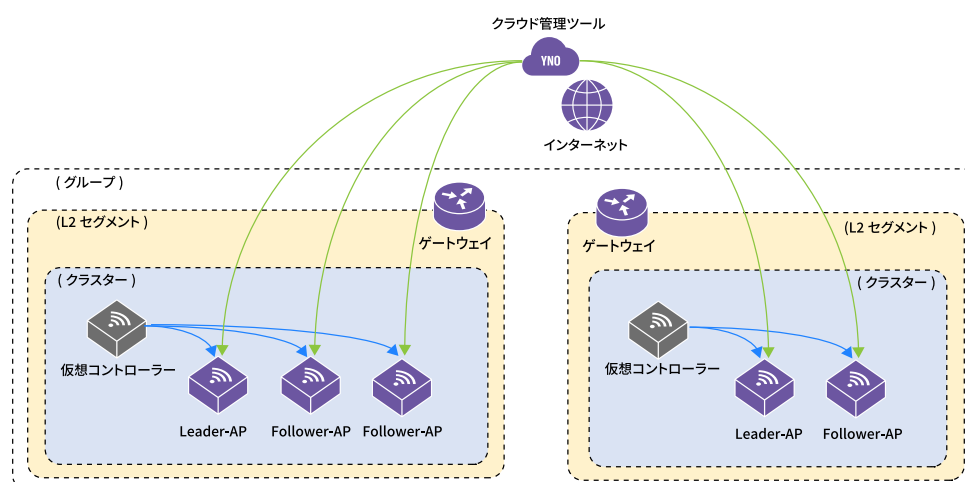 クラウド管理ツール
YNO
インターネット
( グループ )
(L2 セグメント )
ゲートウェイ
( クラスター )
仮想コントローラー
Leader-AP
Follower-AP
Follower-AP
(L2 セグメント )
ゲートウェイ
( クラスター )
仮想コントローラー
Leader-AP
Follower-AP